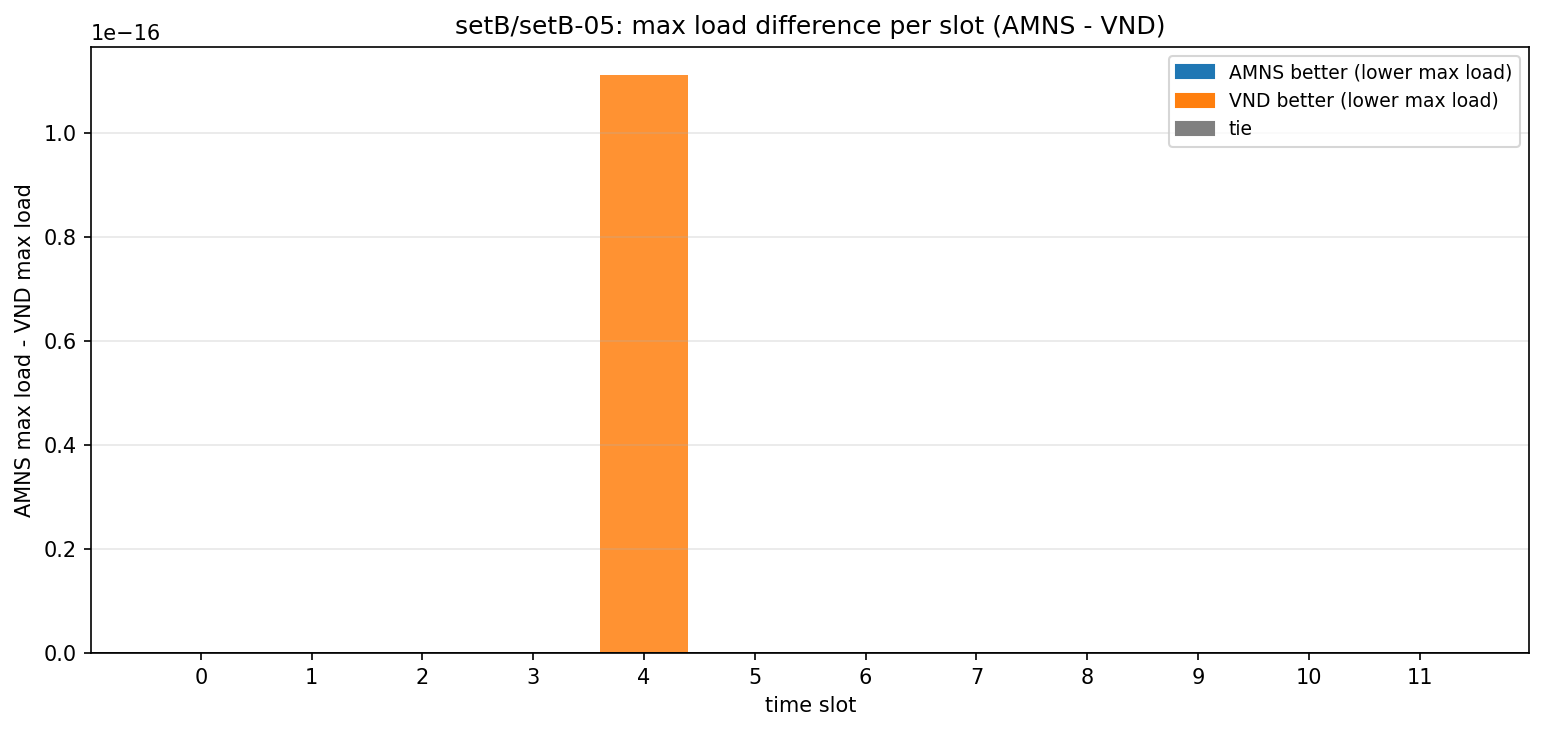 setB/setB-05: max load difference per slot (AMNS - VND)
1e−16
AMNS better (lower max load)
VND better (lower max load)
tie
AMNS max load - VND max load
1.0
0.8
0.6
0.4
0.2
0.0
0 1 2 3 4 5 6 7 8 9 10 11
time slot